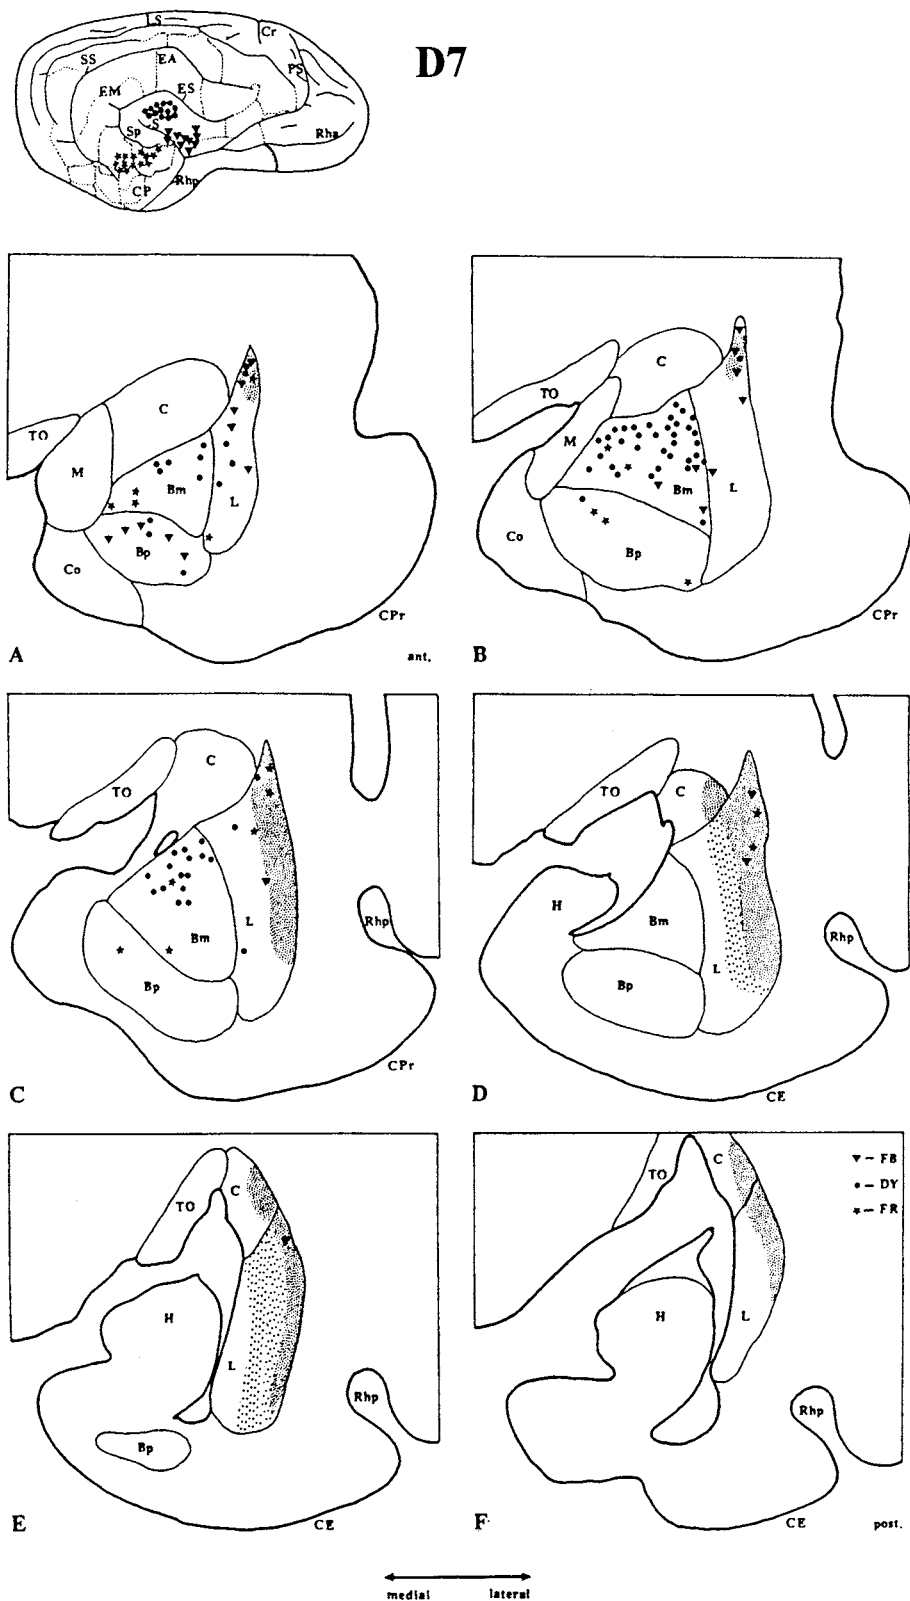 D7
S
Cr
SS
EA
PS
EM
ES
S
Sp
Rha
CP
Rhp
C
TO
M
Bm
L
Bp
Co
CPr
A
ant.
C
TO
M
Bm
L
Co
Bp
CPr
B
C
TO
L
Rhp
Bm
Bp
CPr
C
TO
C
H
Bm
Rhp
L
Bp
CE
D
C
TO
H
L
Rhp
Bp
CE
E
TO
C
▼ – FB
● – DY
★ – FR
H
L
Rhp
CE
F
post.
medial lateral